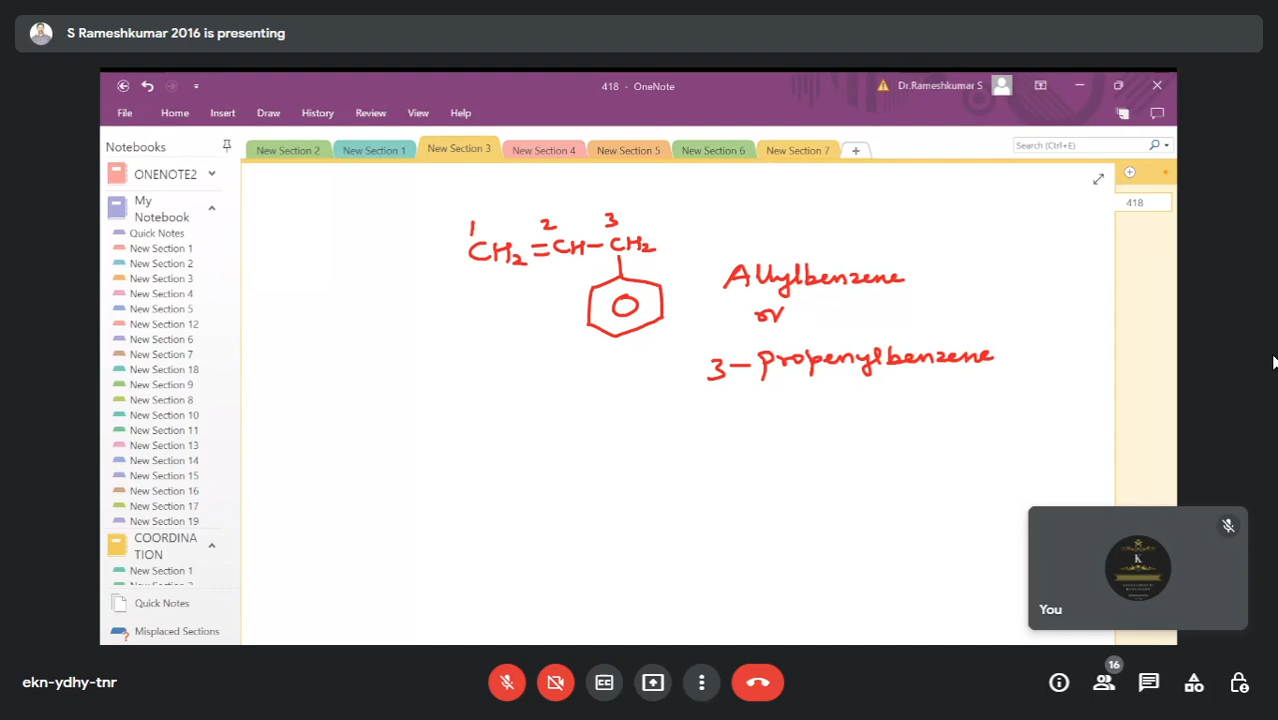 S Rameshkumar 2016 is presenting
418 - OneNote
Dr.Rameshkumar S
File Home Insert Draw History Review View Help
Notebooks
New Section 2 New Section 1 New Section 3 New Section 4 New Section 5 New Section 6 New Section 7 +
Search (Ctrl+E)
ONENOTE2
My
Notebook
Quick Notes
New Section 1
New Section 2
New Section 3
New Section 4
New Section 5
New Section 12
New Section 6
New Section 7
New Section 18
New Section 9
New Section 8
New Section 10
New Section 11
New Section 13
New Section 14
New Section 15
New Section 16
New Section 17
New Section 19
COORDINA
TION
New Section 1
Quick Notes
Misplaced Sections
418
1 2 3
CH₂=CH-CH₂
Allylbenzene
or
3-propenylbenzene
K
You
ekn-ydhy-tnr
CC
16